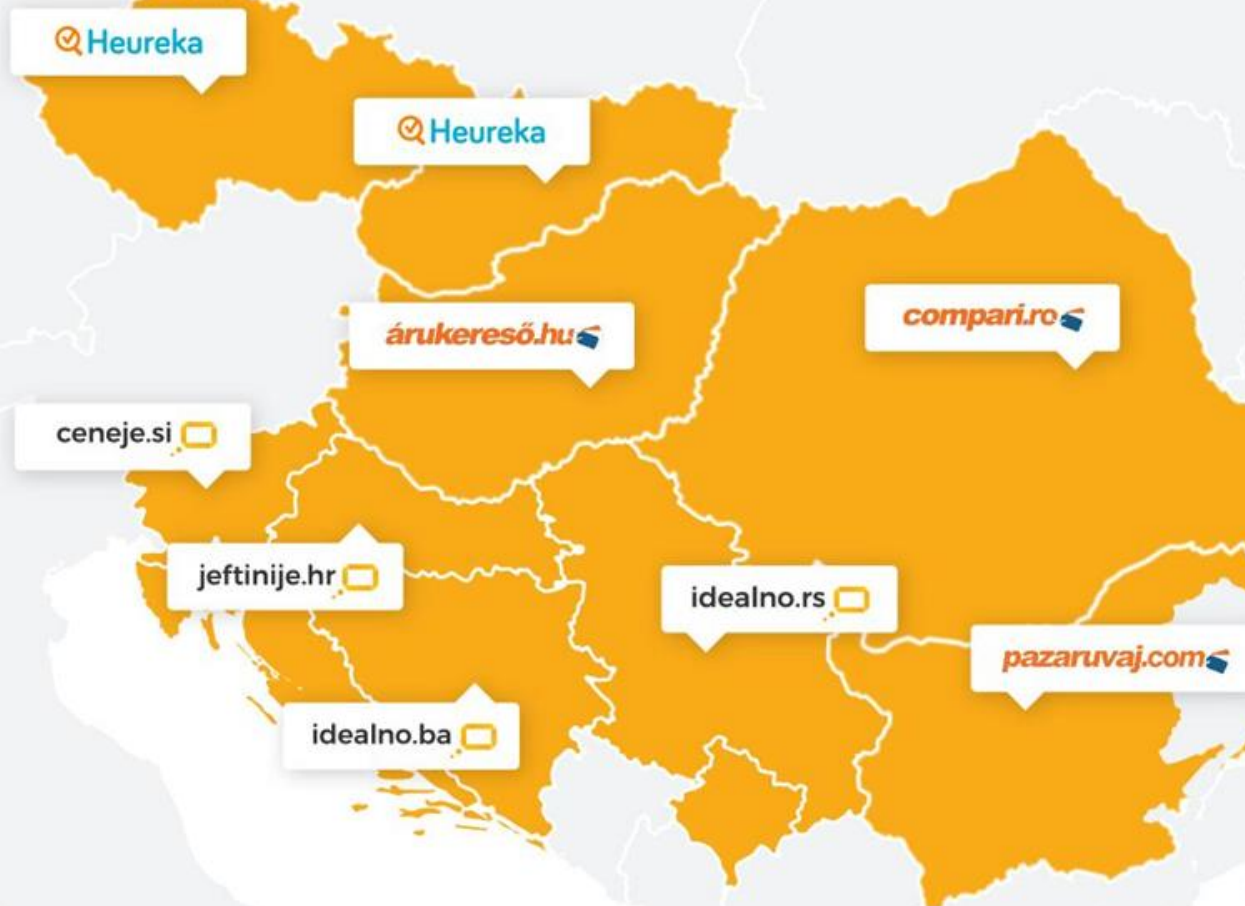 Heureka
Heureka
árukereső.hu
compari.ro
ceneje.si
jeftinije.hr
idealno.rs
pazaruvaj.com
idealno.ba